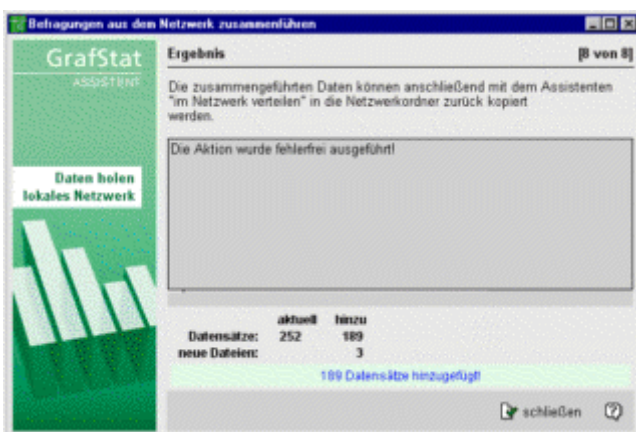 Befragungen aus dem Netzwerk zusammenführen
GrafStat
ASSISTENT
Daten holen
lokales Netzwerk
Ergebnis [8 von 8]
Die zusammengeführten Daten können anschließend mit dem Assistenten
"im Netzwerk verteilen" in die Netzwerkordner zurück kopiert
werden.
Die Aktion wurde fehlerfrei ausgeführt!
aktuell hinzu
Datensätze: 252 189
neue Dateien: 3
189 Datensätze hinzugefügt!
schließen